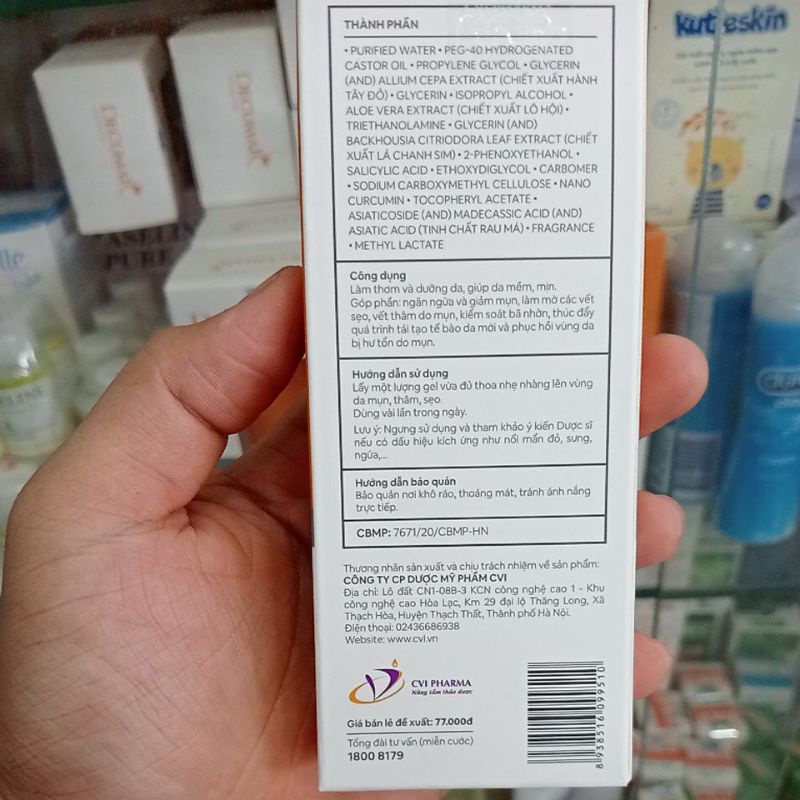 THÀNH PHẦN
• PURIFIED WATER • PEG-40 HYDROGENATED
CASTOR OIL • PROPYLENE GLYCOL • GLYCERIN
(AND) ALLIUM CEPA EXTRACT (CHIẾT XUẤT HÀNH
TÂY ĐỎ) • GLYCERIN • ISOPROPYL ALCOHOL •
ALOE VERA EXTRACT (CHIẾT XUẤT LÔ HỘI) •
TRIETHANOLAMINE • GLYCERIN (AND)
BACKHOUSIA CITRIODORA LEAF EXTRACT (CHIẾT
XUẤT LÁ CHANH SIM) • 2-PHENOXYETHANOL •
SALICYLIC ACID • ETHOXYDIGLYCOL • CARBOMER
• SODIUM CARBOXYMETHYL CELLULOSE • NANO
CURCUMIN • TOCOPHERYL ACETATE •
ASIATICOSIDE (AND) MADECASSIC ACID (AND)
ASIATIC ACID (TINH CHẤT RAU MÁ) • FRAGRANCE
• METHYL LACTATE
Công dụng
Làm thơm và dưỡng da, giúp da mềm, mịn.
Góp phần: ngăn ngừa và giảm mụn, làm mờ các vết
sẹo, vết thâm do mụn, kiểm soát bã nhờn, thúc đẩy
quá trình tái tạo tế bào da mới và phục hồi vùng da
bị hư tổn do mụn.
Hướng dẫn sử dụng
Lấy một lượng gel vừa đủ thoa nhẹ nhàng lên vùng
da mụn, thâm, sẹo.
Dùng vài lần trong ngày.
Lưu ý: Ngưng sử dụng và tham khảo ý kiến Dược sĩ
nếu có dấu hiệu kích ứng như nổi mẩn đỏ, sưng,
ngứa,...
Hướng dẫn bảo quản
Bảo quản nơi khô ráo, thoáng mát, tránh ánh nắng
trực tiếp.
CBMP: 7671/20/CBMP-HN
Thương nhân sản xuất và chịu trách nhiệm về sản phẩm:
CÔNG TY CP DƯỢC MỸ PHẨM CVI
Địa chỉ: Lô đất CN1-08B-3 KCN công nghệ cao 1 - Khu
công nghệ cao Hòa Lạc, Km 29 đại lộ Thăng Long, Xã
Thạch Hòa, Huyện Thạch Thất, Thành phố Hà Nội.
Điện thoại: 02436686938
Website: www.cvi.vn
CVI PHARMA
Nâng tầm thảo dược
Giá bán lẻ đề xuất: 77.000đ
Tổng đài tư vấn (miễn cước)
1800 8179
8 938516 099510
DECUMAR
kutieskin
VASELIN
PURE